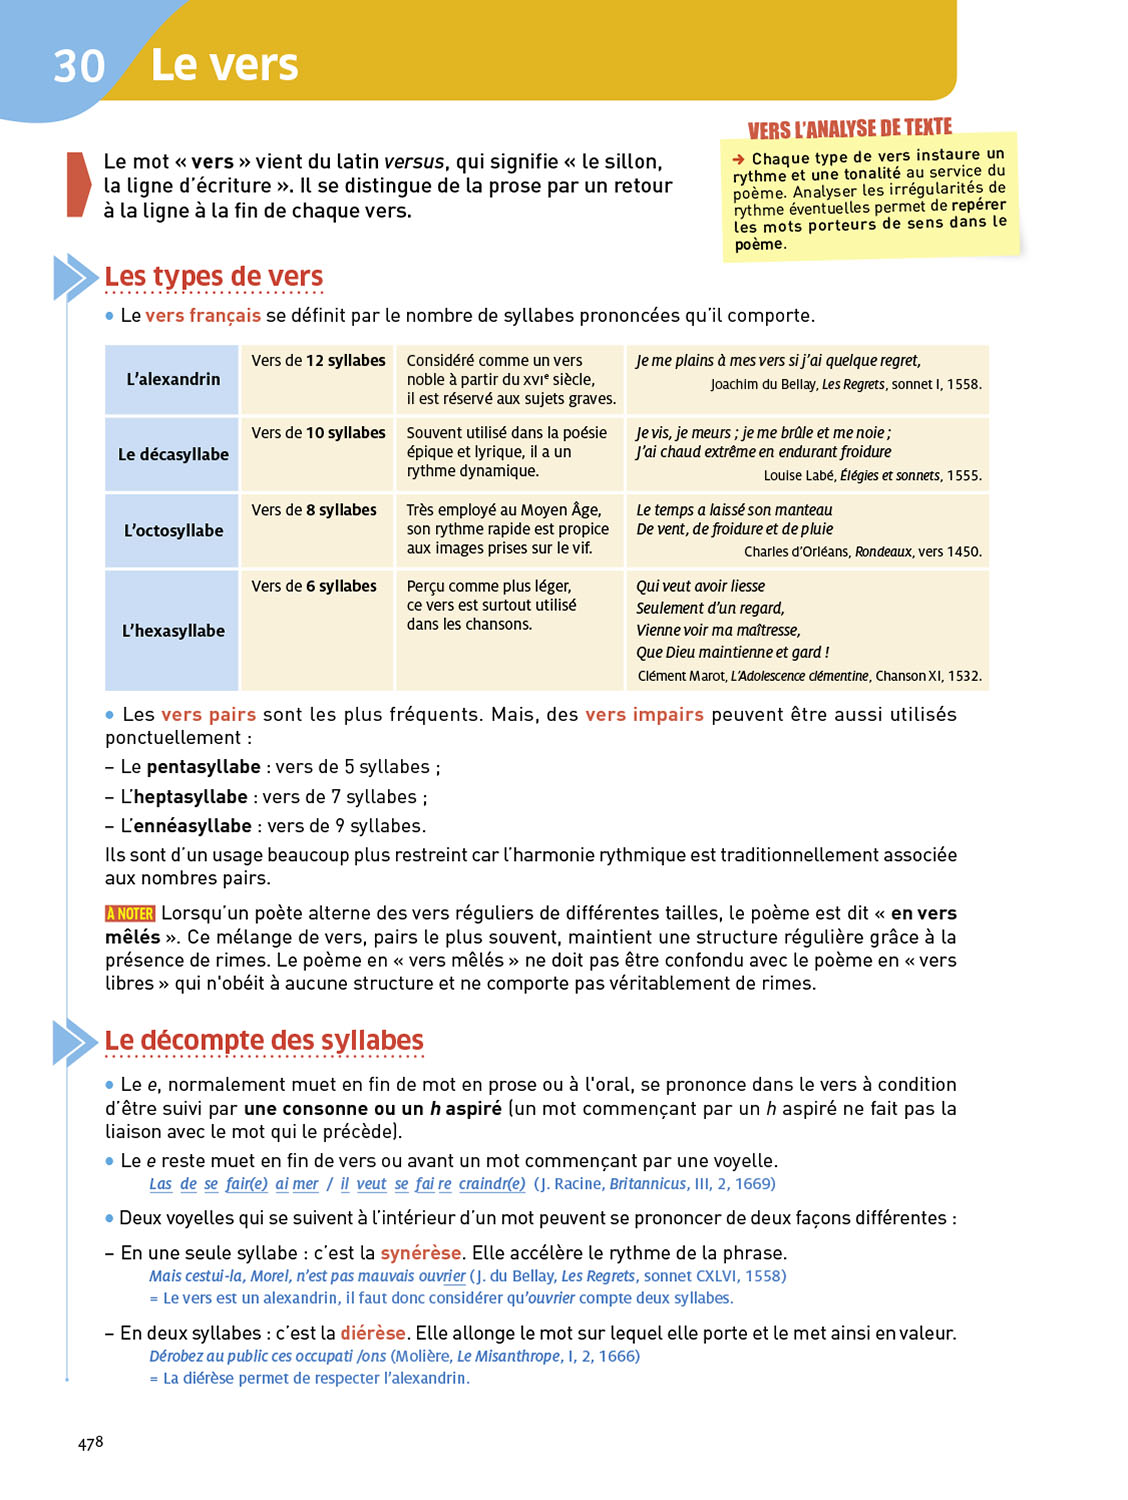 30 Le vers
Le mot « vers » vient du latin versus, qui signifie « le sillon,
la ligne d'écriture ». Il se distingue de la prose par un retour
à la ligne à la fin de chaque vers.
VERS L'ANALYSE DE TEXTE
→ Chaque type de vers instaure un
rythme et une tonalité au service du
poème. Analyser les irrégularités de
rythme éventuelles permet de repérer
les mots porteurs de sens dans le
poème.
Les types de vers
• Le vers français se définit par le nombre de syllabes prononcées qu'il comporte.
L'alexandrin
Vers de 12 syllabes
Considéré comme un vers
noble à partir du XVIe siècle,
il est réservé aux sujets graves.
Je me plains à mes vers si j'ai quelque regret,
Joachim du Bellay, Les Regrets, sonnet I, 1558.
Le décasyllabe
Vers de 10 syllabes
Souvent utilisé dans la poésie
épique et lyrique, il a un
rythme dynamique.
Je vis, je meurs ; je me brûle et me noie ;
J'ai chaud extrême en endurant froidure
Louise Labé, Élégies et sonnets, 1555.
L'octosyllabe
Vers de 8 syllabes
Très employé au Moyen Âge,
son rythme rapide est propice
aux images prises sur le vif.
Le temps a laissé son manteau
De vent, de froidure et de pluie
Charles d'Orléans, Rondeaux, vers 1450.
L'hexasyllabe
Vers de 6 syllabes
Perçu comme plus léger,
ce vers est surtout utilisé
dans les chansons.
Qui veut avoir liesse
Seulement d'un regard,
Vienne voir ma maîtresse,
Que Dieu maintienne et gard !
Clément Marot, L'Adolescence clémentine, Chanson XI, 1532.
• Les vers pairs sont les plus fréquents. Mais, des vers impairs peuvent être aussi utilisés
ponctuellement :
– Le pentasyllabe : vers de 5 syllabes ;
– L'heptasyllabe : vers de 7 syllabes ;
– L'ennéasyllabe : vers de 9 syllabes.
Ils sont d'un usage beaucoup plus restreint car l'harmonie rythmique est traditionnellement associée
aux nombres pairs.
À NOTER Lorsqu'un poète alterne des vers réguliers de différentes tailles, le poème est dit « en vers
mêlés ». Ce mélange de vers, pairs le plus souvent, maintient une structure régulière grâce à la
présence de rimes. Le poème en « vers mêlés » ne doit pas être confondu avec le poème en « vers
libres » qui n'obéit à aucune structure et ne comporte pas véritablement de rimes.
Le décompte des syllabes
• Le e, normalement muet en fin de mot en prose ou à l'oral, se prononce dans le vers à condition
d'être suivi par une consonne ou un h aspiré (un mot commençant par un h aspiré ne fait pas la
liaison avec le mot qui le précède).
• Le e reste muet en fin de vers ou avant un mot commençant par une voyelle.
Las de se fair(e) ai mer / il veut se fai re craindr(e) (J. Racine, Britannicus, III, 2, 1669)
• Deux voyelles qui se suivent à l'intérieur d'un mot peuvent se prononcer de deux façons différentes :
– En une seule syllabe : c'est la synérèse. Elle accélère le rythme de la phrase.
Mais cestui-la, Morel, n'est pas mauvais ouvrier (J. du Bellay, Les Regrets, sonnet CXLVI, 1558)
= Le vers est un alexandrin, il faut donc considérer qu'ouvrier compte deux syllabes.
– En deux syllabes : c'est la diérèse. Elle allonge le mot sur lequel elle porte et le met ainsi en valeur.
Dérobez au public ces occupati /ons (Molière, Le Misanthrope, I, 2, 1666)
= La diérèse permet de respecter l'alexandrin.
478